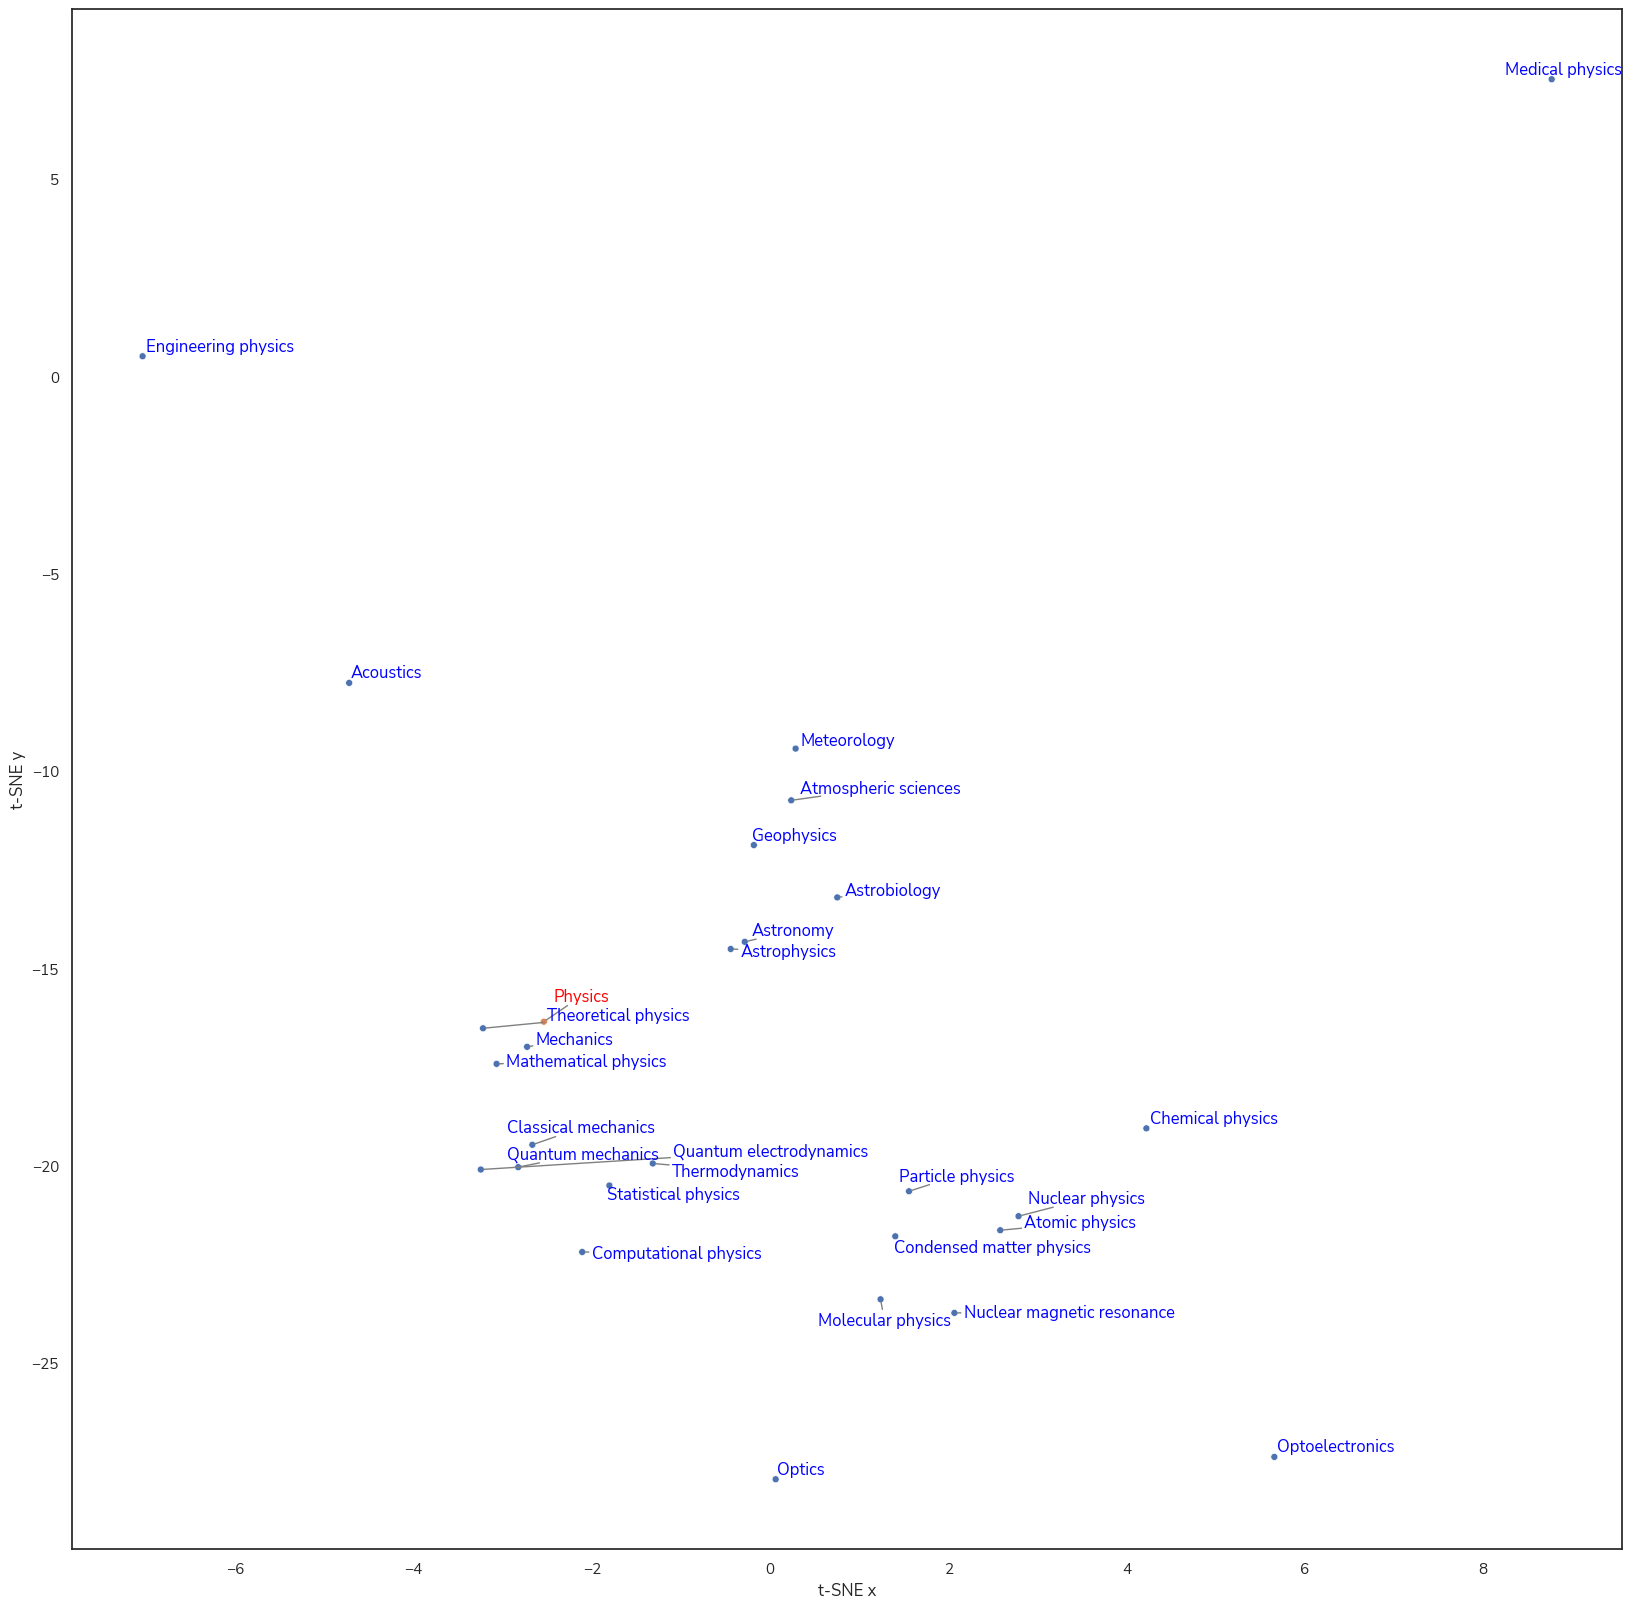 Medical physics
5
Engineering physics
0
−5
Acoustics
Meteorology
−10
Atmospheric sciences
Geophysics
Astrobiology
Astronomy
Astrophysics
−15
Physics
Theoretical physics
Mechanics
Mathematical physics
Chemical physics
Classical mechanics
Quantum mechanics
Quantum electrodynamics
−20
Thermodynamics
Particle physics
Statistical physics
Nuclear physics
Atomic physics
Condensed matter physics
Computational physics
Nuclear magnetic resonance
Molecular physics
−25
Optoelectronics
Optics
−6 −4 −2 0 2 4 6 8
t-SNE x
t-SNE y